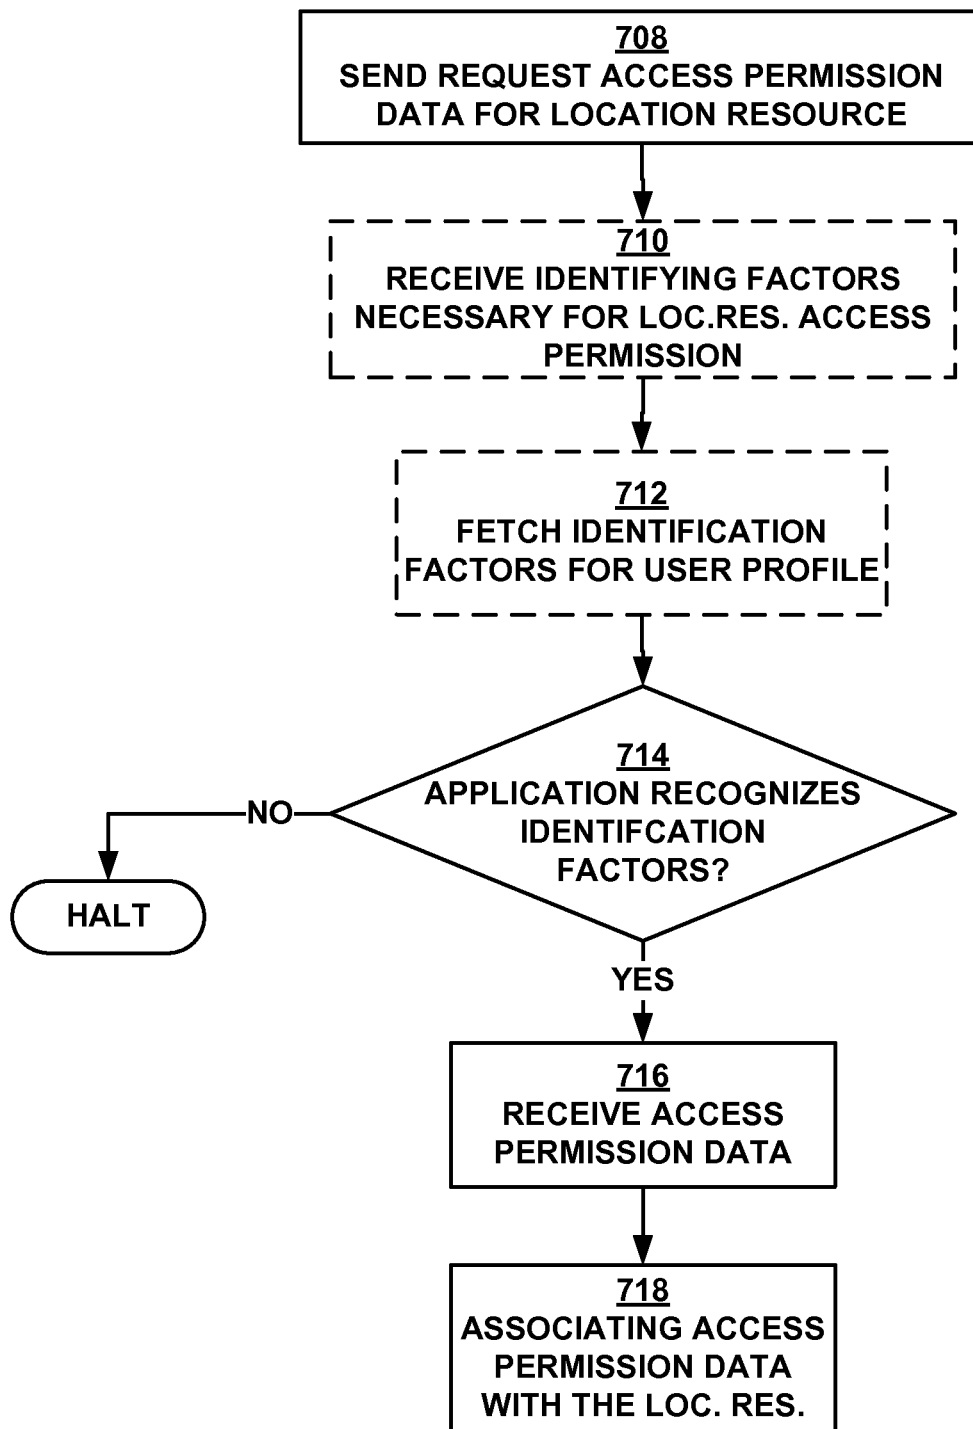 708
SEND REQUEST ACCESS PERMISSION
DATA FOR LOCATION RESOURCE
710
RECEIVE IDENTIFYING FACTORS
NECESSARY FOR LOC.RES. ACCESS
PERMISSION
712
FETCH IDENTIFICATION
FACTORS FOR USER PROFILE
714
APPLICATION RECOGNIZES
IDENTIFCATION
FACTORS?
NO
HALT
YES
716
RECEIVE ACCESS
PERMISSION DATA
718
ASSOCIATING ACCESS
PERMISSION DATA
WITH THE LOC. RES.